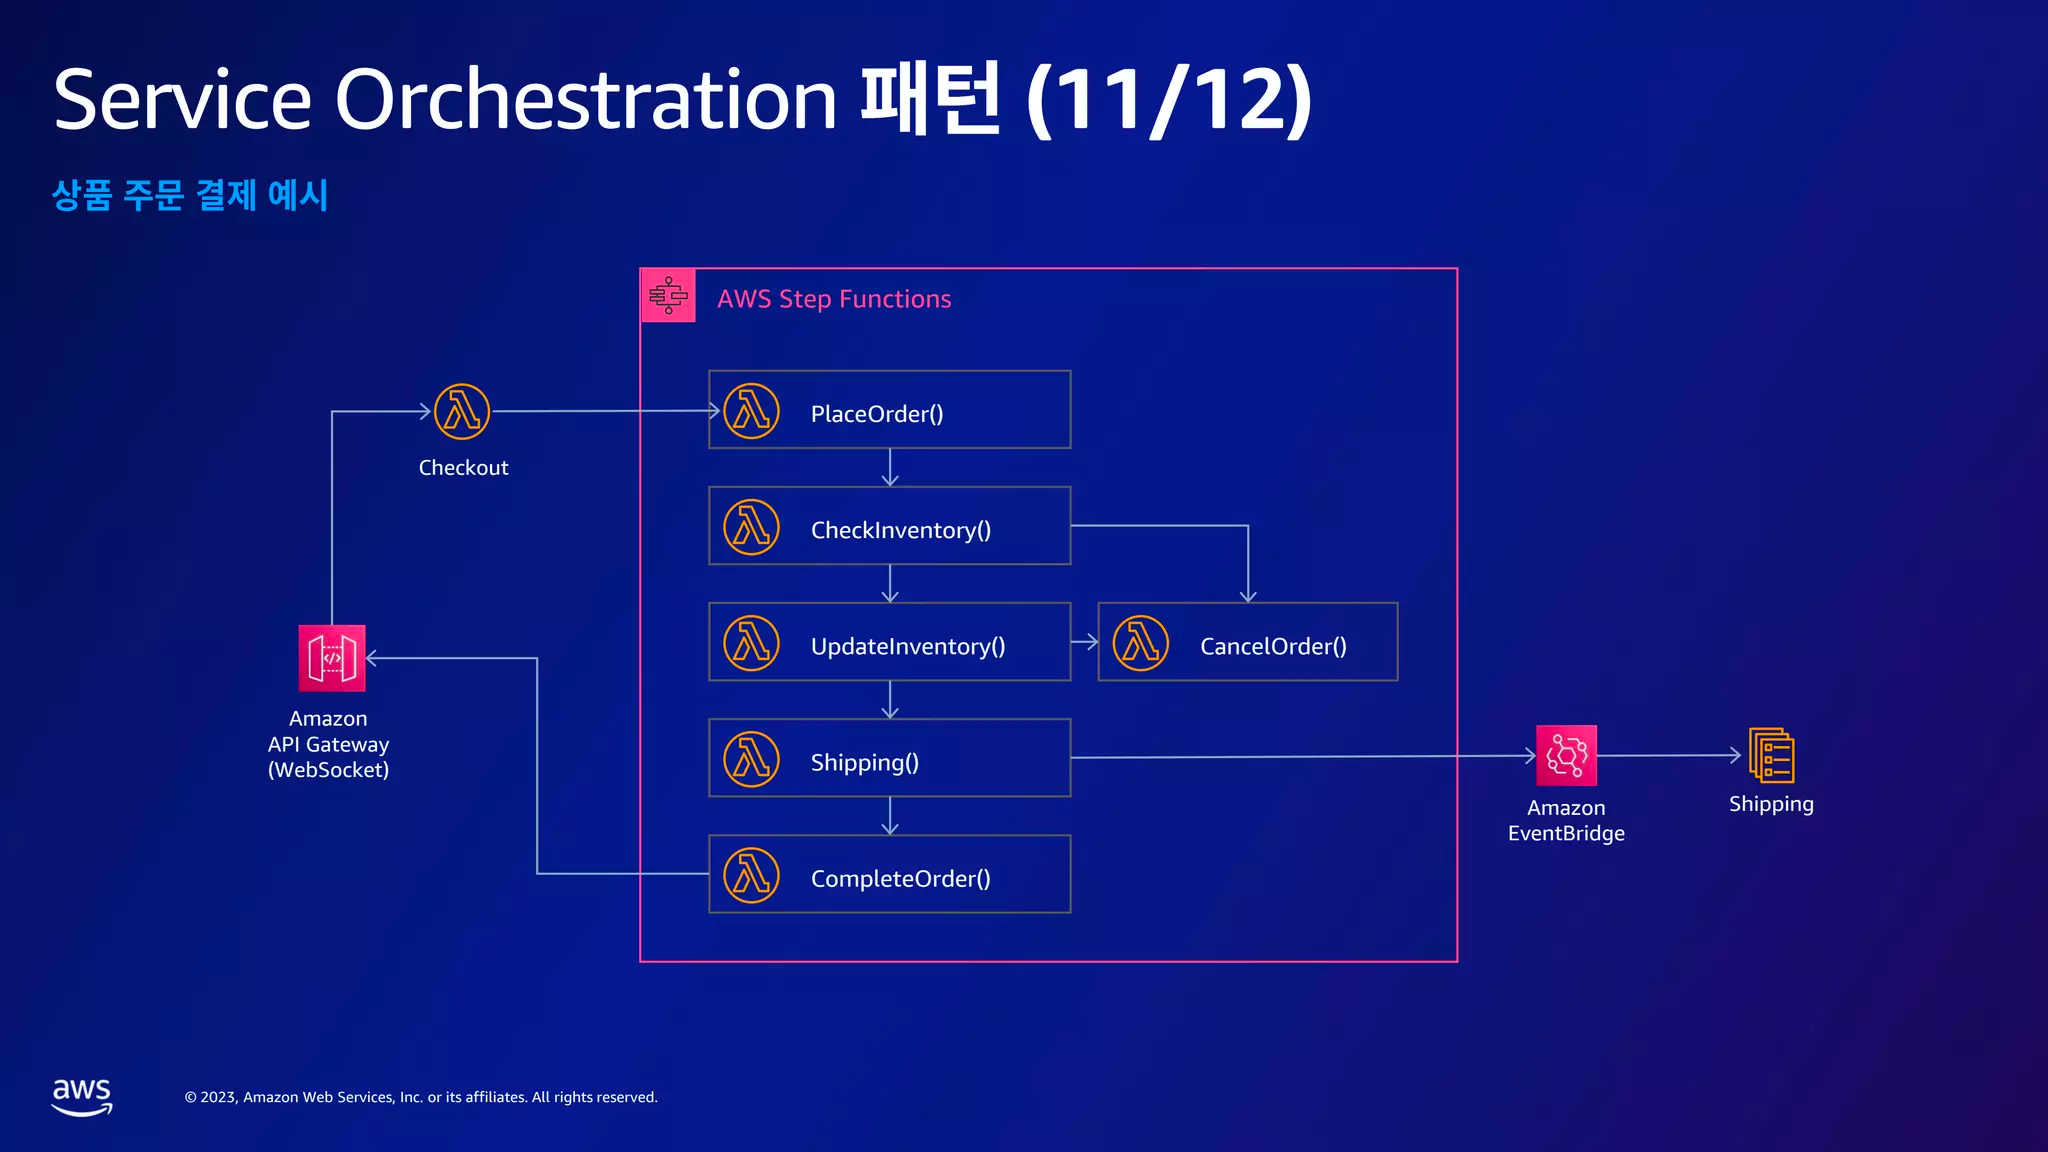 Service Orchestration 패턴 (11/12)
상품 주문 결제 예시
AWS Step Functions
PlaceOrder()
Checkout
CheckInventory()
UpdateInventory()
CancelOrder()
Amazon
API Gateway
(WebSocket)
Shipping()
Amazon
EventBridge
Shipping
CompleteOrder()
aws
© 2023, Amazon Web Services, Inc. or its affiliates. All rights reserved.